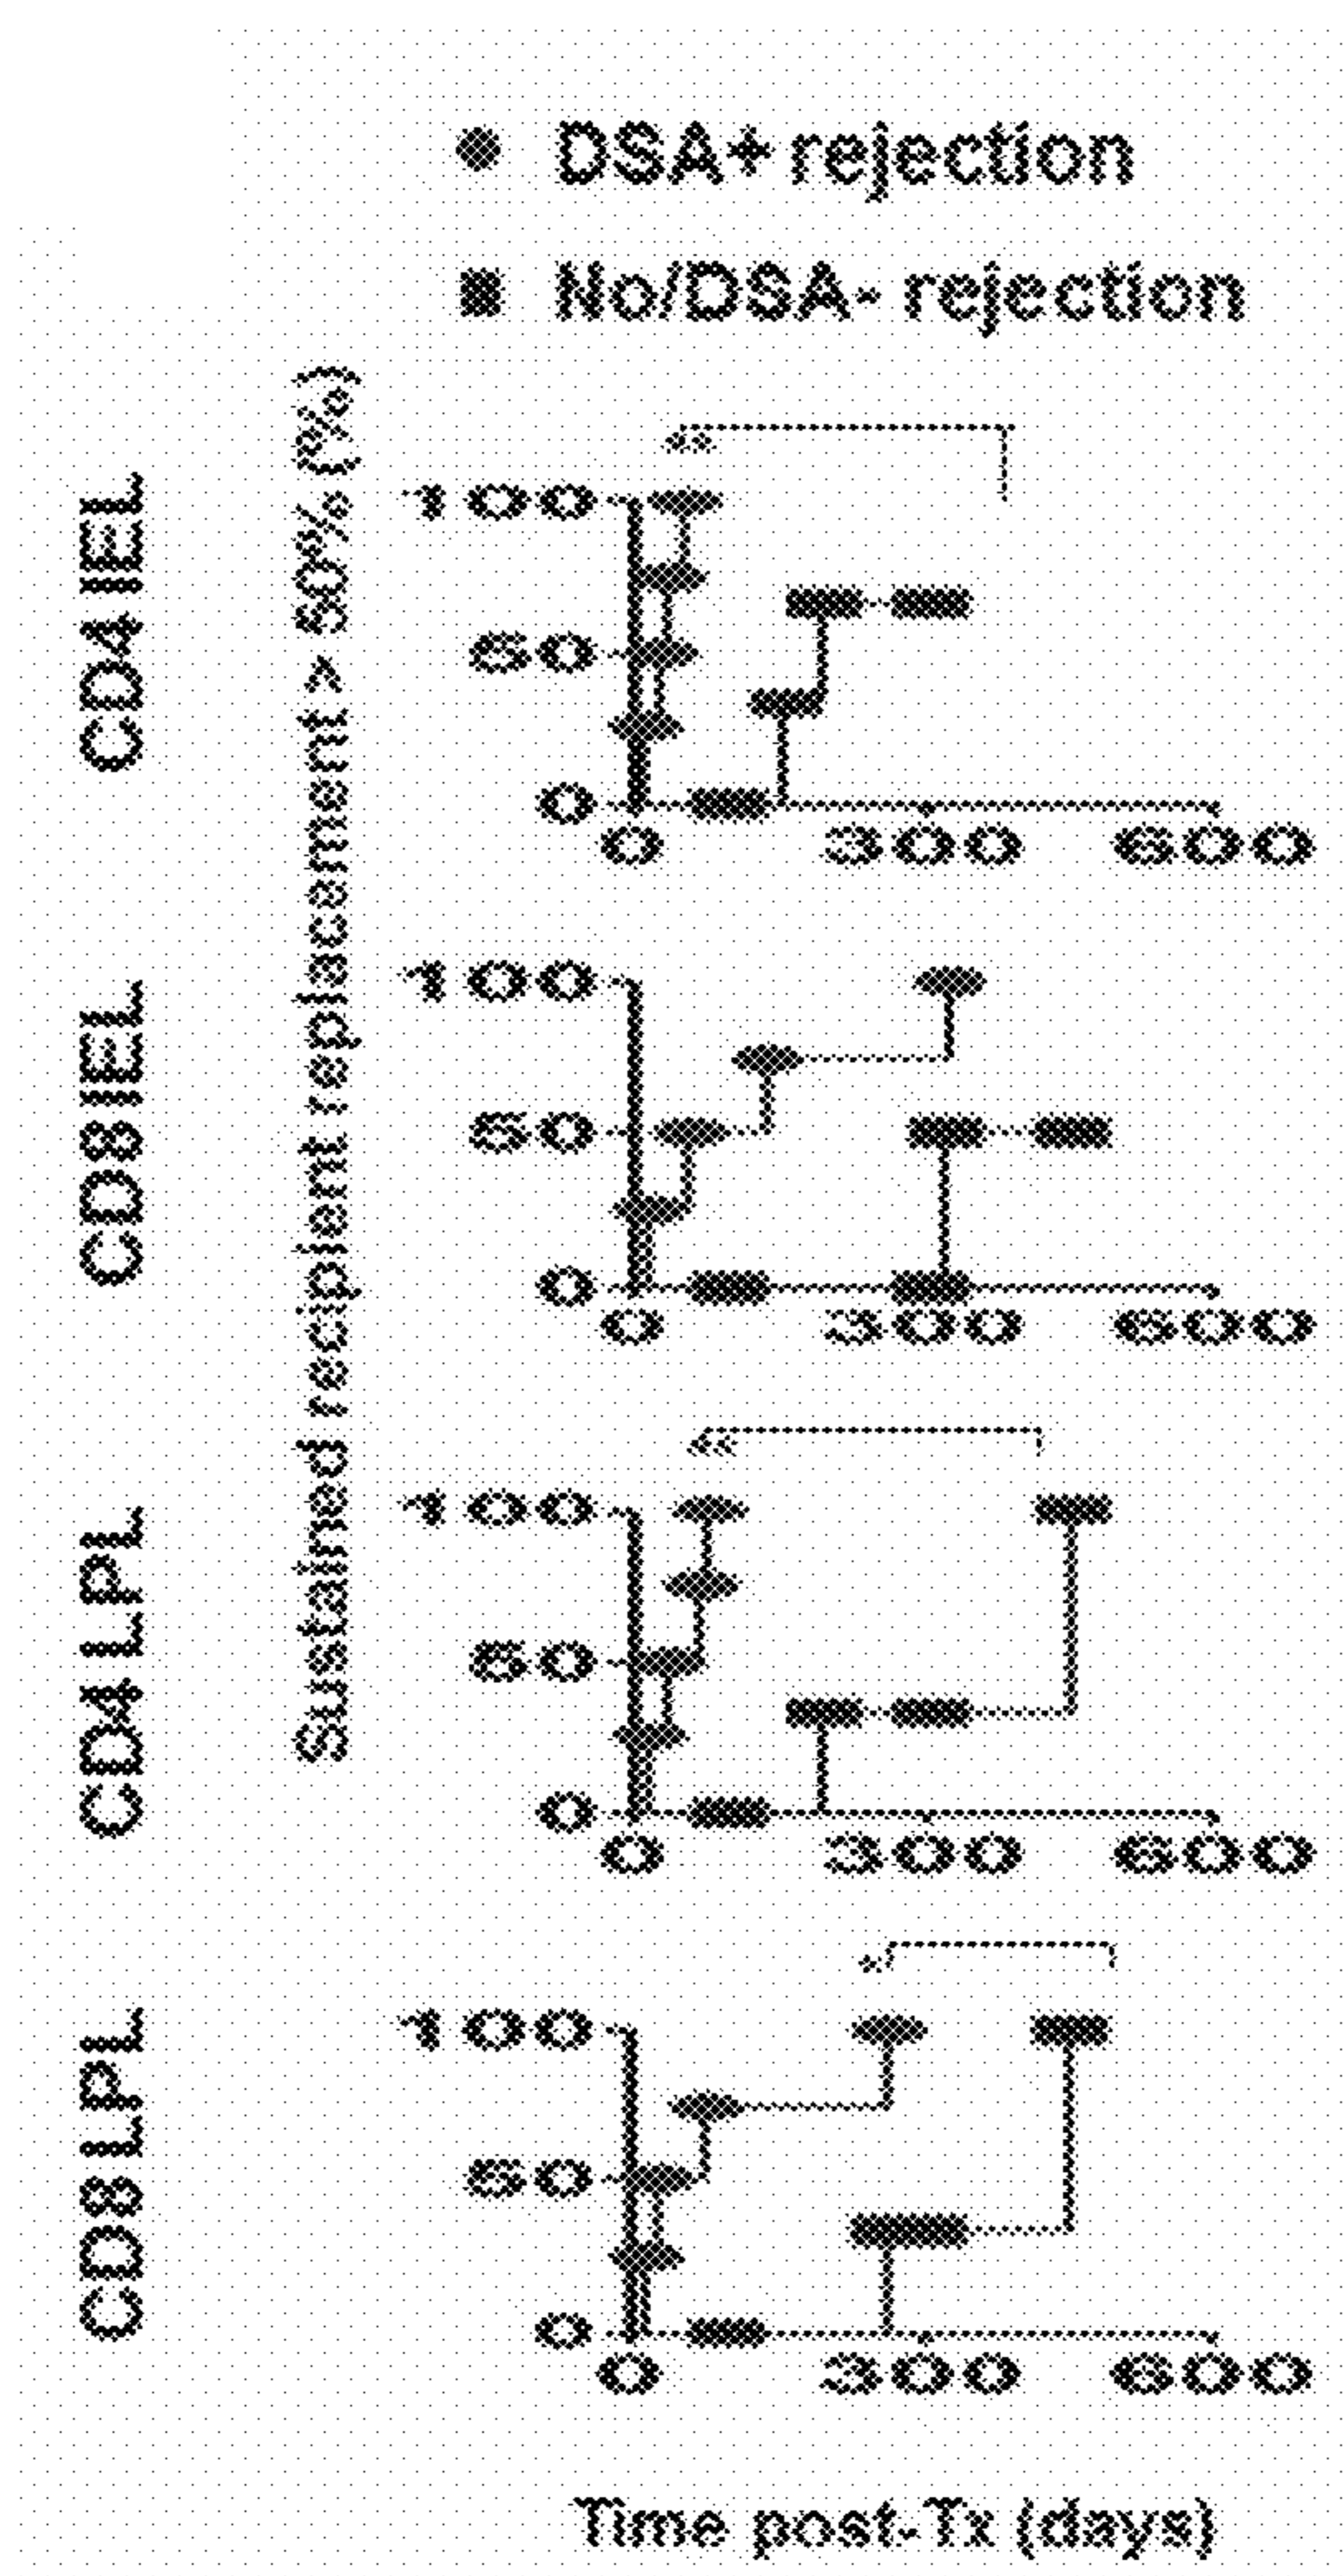 DSA+ rejection
No/DSA- rejection
Sustained recipient replacement > 50% (%)
CD4 IEL
100
50
0
0 300 600
**
CD8 IEL
100
50
0
0 300 600
CD4 LPL
**
100
50
0
0 300 600
CD8 LPL
*
100
50
0
0 300 600
Time post-Tx (days)